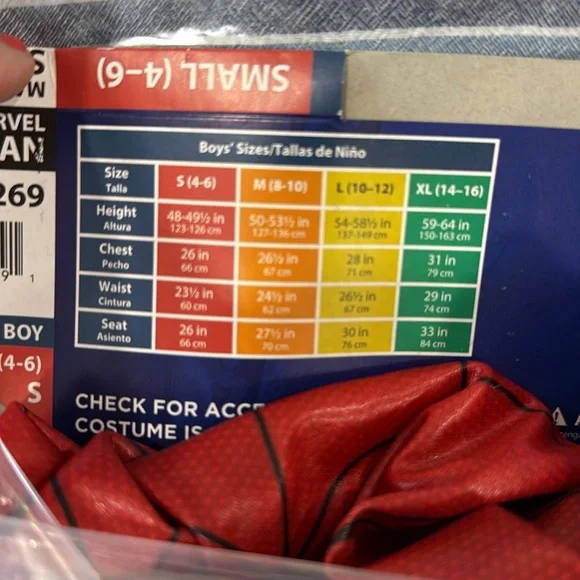 SMALL (4-6)
S
RVEL
AN
269
9 1
BOY
(4-6)
S
Boys' Sizes/Tallas de Niño
Size S (4-6) M (8-10) L (10-12) XL (14-16)
Talla
Height 48-49½ in 50-53½ in 54-58½ in 59-64 in
Altura 123-126 cm 127-136 cm 137-149 cm 150-163 cm
Chest 26 in 26½ in 28 in 31 in
Pecho 66 cm 67 cm 71 cm 79 cm
Waist 23½ in 24½ in 26½ in 29 in
Cintura 60 cm 62 cm 67 cm 74 cm
Seat 26 in 27½ in 30 in 33 in
Asiento 66 cm 70 cm 76 cm 84 cm
CHECK FOR ACCE
COSTUME IS